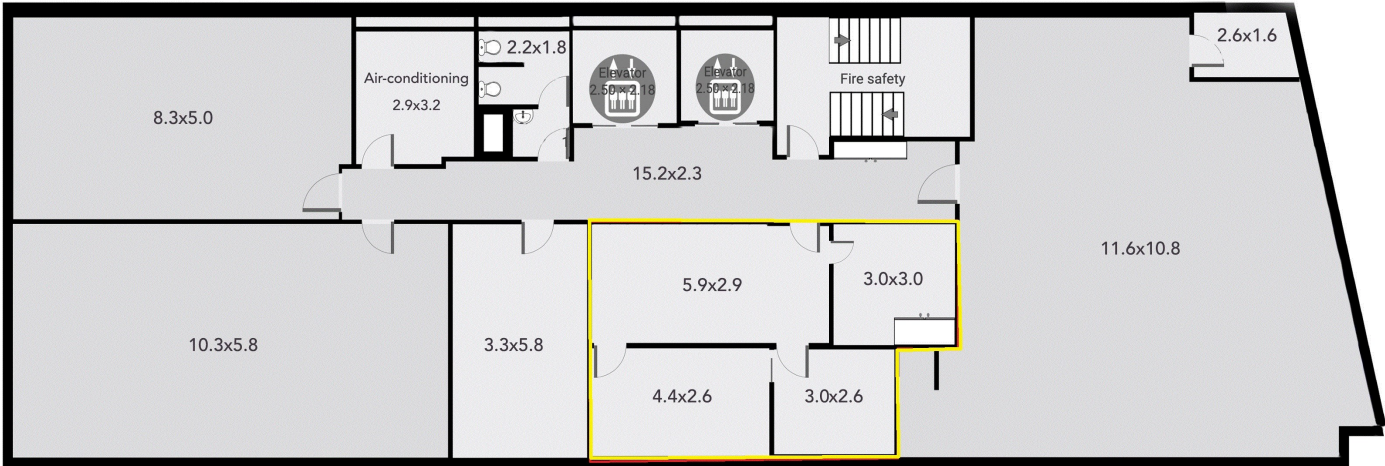 2.6x1.6
2.2x1.8
Elevator
2.50 × 2.18
Elevator
2.50 × 2.18
Air-conditioning
2.9x3.2
Fire safety
8.3x5.0
15.2x2.3
11.6x10.8
5.9x2.9
3.0x3.0
10.3x5.8
3.3x5.8
4.4x2.6
3.0x2.6